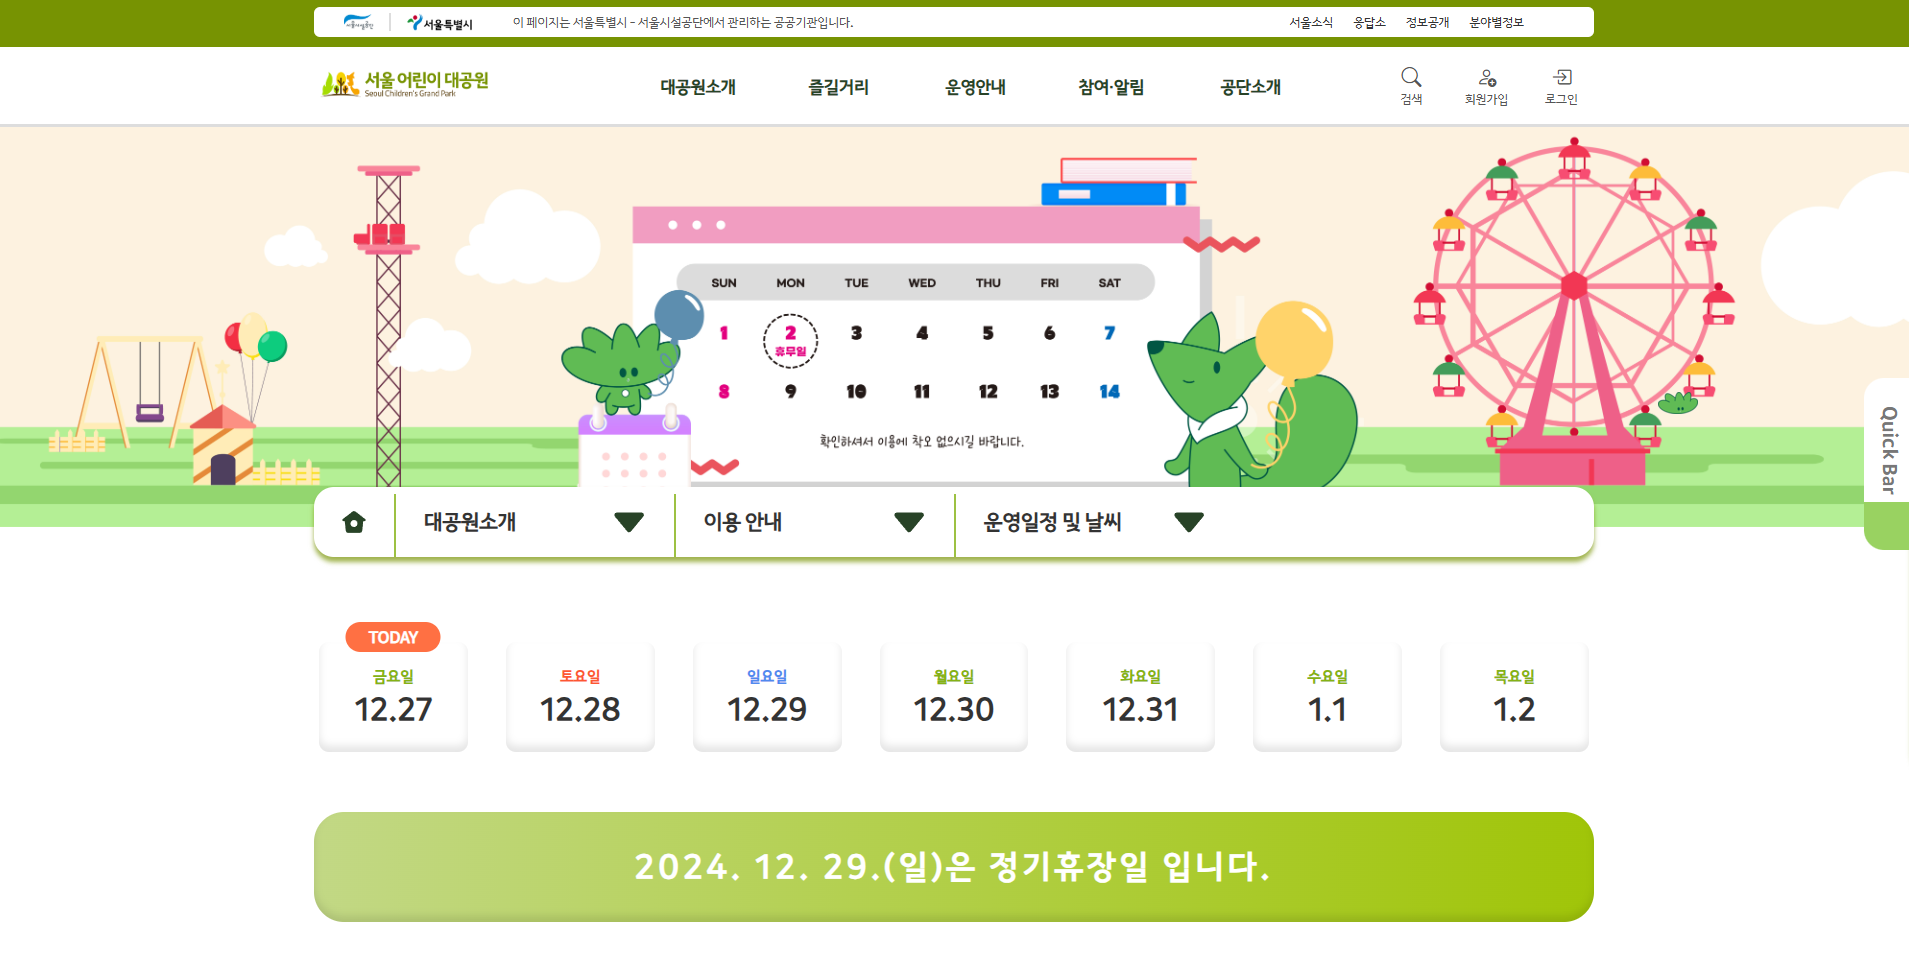 서울시설공단 서울특별시 이 페이지는 서울특별시 - 서울시설공단에서 관리하는 공공기관입니다. 서울소식 응답소 정보공개 분야별정보
서울 어린이 대공원
Seoul Children's Grand Park
대공원소개 즐길거리 운영안내 참여·알림 공단소개
검색 회원가입 로그인
SUN MON TUE WED THU FRI SAT
1 2 3 4 5 6 7
휴무일
8 9 10 11 12 13 14
확인하셔서 이용에 착오 없으시길 바랍니다.
Quick Bar
대공원소개 이용 안내 운영일정 및 날씨
TODAY
금요일 토요일 일요일 월요일 화요일 수요일 목요일
12.27 12.28 12.29 12.30 12.31 1.1 1.2
2024. 12. 29.(일)은 정기휴장일 입니다.